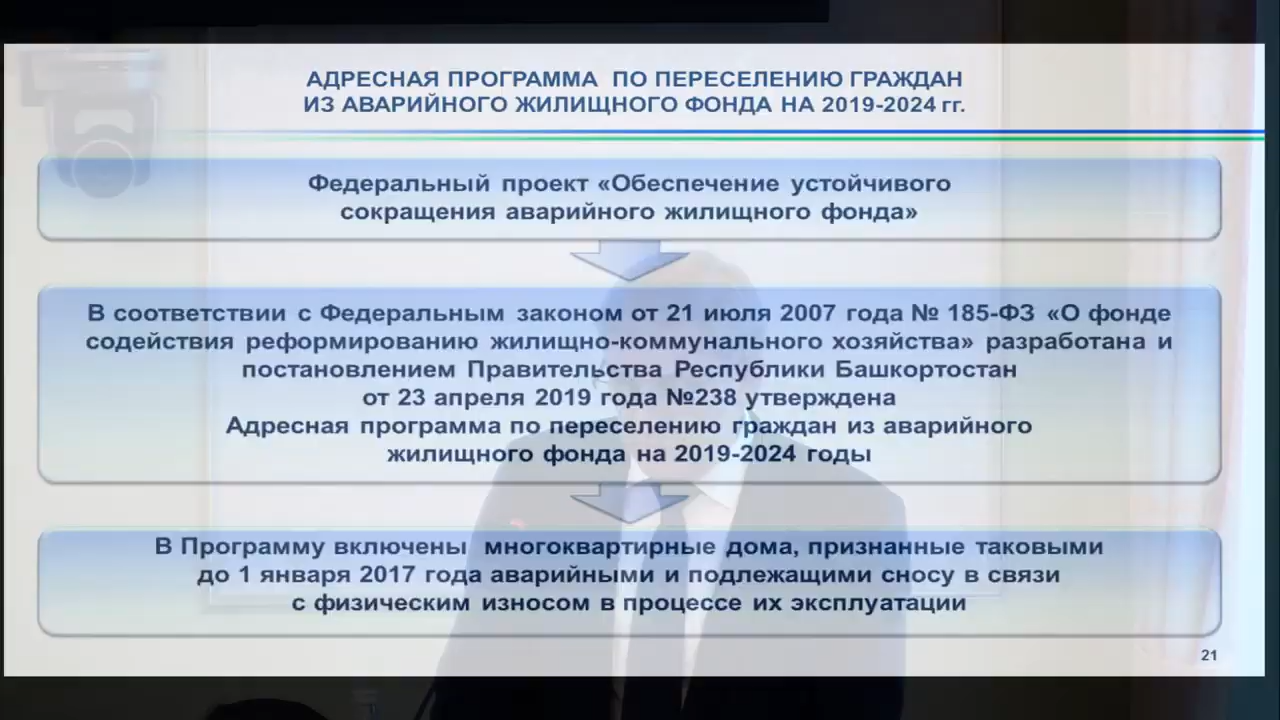 АДРЕСНАЯ ПРОГРАММА ПО ПЕРЕСЕЛЕНИЮ ГРАЖДАН
ИЗ АВАРИЙНОГО ЖИЛИЩНОГО ФОНДА НА 2019-2024 гг.
Федеральный проект «Обеспечение устойчивого
сокращения аварийного жилищного фонда»
В соответствии с Федеральным законом от 21 июля 2007 года № 185-ФЗ «О фонде
содействия реформированию жилищно-коммунального хозяйства» разработана и
постановлением Правительства Республики Башкортостан
от 23 апреля 2019 года №238 утверждена
Адресная программа по переселению граждан из аварийного
жилищного фонда на 2019-2024 годы
В Программу включены многоквартирные дома, признанные таковыми
до 1 января 2017 года аварийными и подлежащими сносу в связи
с физическим износом в процессе их эксплуатации
21